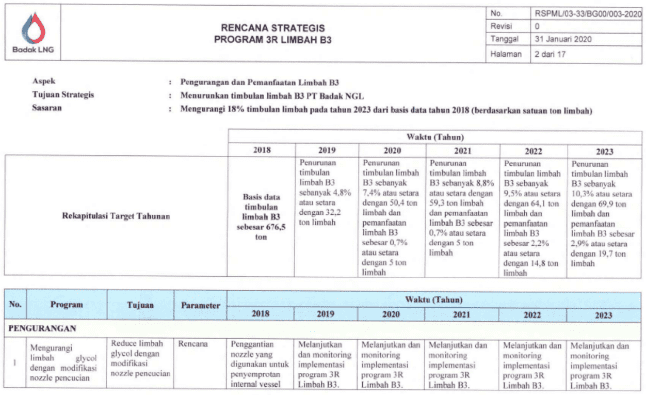 Badak LNG
RENCANA STRATEGIS
PROGRAM 3R LIMBAH B3
No. RSPML/03-33/BG00/003-2020
Revisi 0
Tanggal 31 Januari 2020
Halaman 2 dari 17
Aspek : Pengurangan dan Pemanfaatan Limbah B3
Tujuan Strategis : Menurunkan timbulan limbah B3 PT Badak NGL
Sasaran : Mengurangi 18% timbulan limbah pada tahun 2023 dari basis data tahun 2018 (berdasarkan satuan ton limbah)
Waktu (Tahun)
2018 2019 2020 2021 2022 2023
Rekapitulasi Target Tahunan
Basis data
timbulan
limbah B3
sebesar 676,5
ton
Penurunan
timbulan
limbah B3
sebanyak 4,8%
atau setara
dengan 32,2
ton limbah
Penurunan
timbulan limbah
B3 sebanyak
7,4% atau setara
dengan 50,4 ton
limbah dan
pemanfaatan
limbah B3
sebesar 0,7%
atau setara
dengan 5 ton
limbah
Penurunan
timbulan limbah
B3 sebanyak 8,8%
atau setara dengan
59,3 ton limbah
dan pemanfaatan
limbah B3 sebesar
0,7% atau setara
dengan 5 ton
limbah
Penurunan
timbulan limbah
B3 sebanyak
9,5% atau setara
dengan 64,1 ton
limbah dan
pemanfaatan
limbah B3
sebesar 2,2%
atau setara
dengan 14,8 ton
limbah
Penurunan
timbulan limbah
B3 sebanyak
10,3% atau setara
dengan 69,9 ton
limbah dan
pemanfaatan
limbah B3 sebesar
2,9% atau setara
dengan 19,7 ton
limbah
No. Program Tujuan Parameter Waktu (Tahun)
2018 2019 2020 2021 2022 2023
PENGURANGAN
1
Mengurangi
limbah glycol
dengan modifikasi
nozzle pencucian
Reduce limbah
glycol dengan
modifikasi
nozzle pencucian
Rencana
Penggantian
nozzle yang
digunakan untuk
penyemprotan
internal vessel
Melanjutkan
dan monitoring
implementasi
program 3R
Limbah B3.
Melanjutkan dan
monitoring
implementasi
program 3R
Limbah B3.
Melanjutkan dan
monitoring
implementasi
program 3R
Limbah B3.
Melanjutkan dan
monitoring
implementasi
program 3R
Limbah B3.
Melanjutkan dan
monitoring
implementasi
program 3R
Limbah B3.